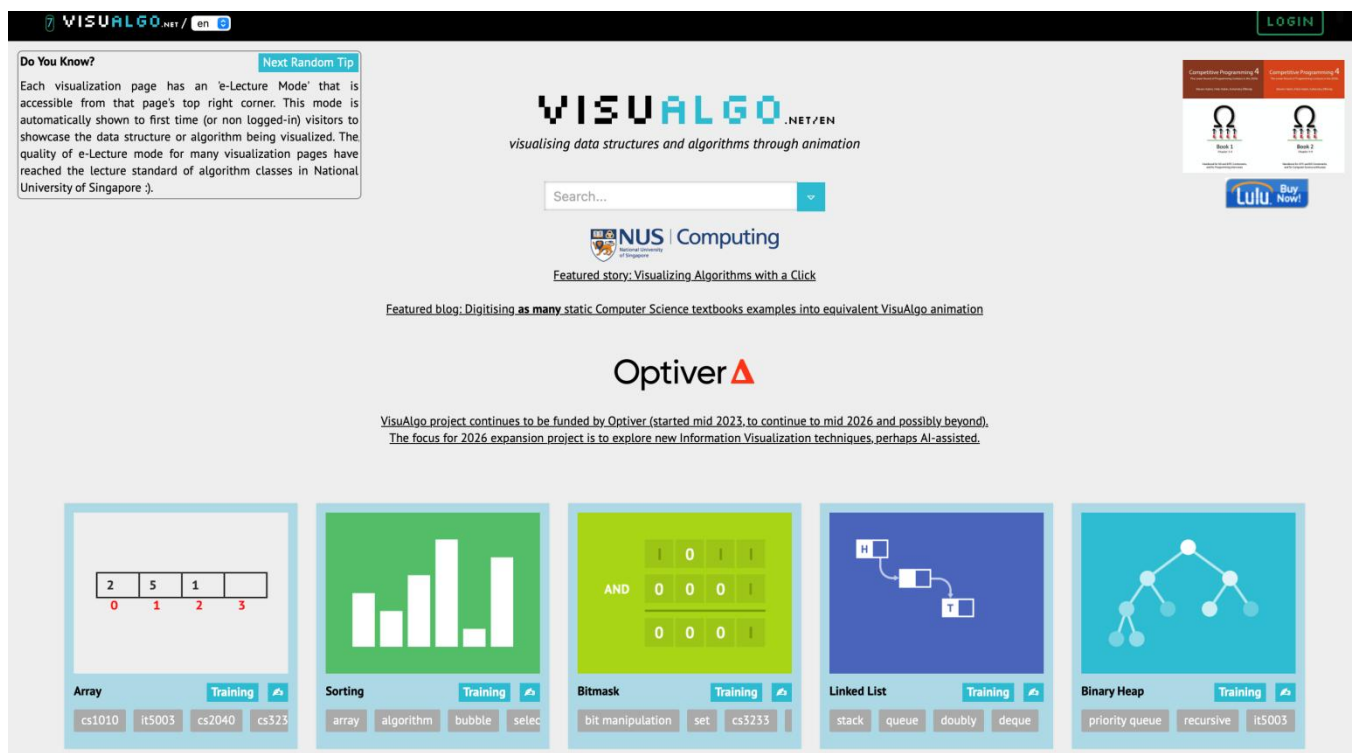 7 VISUALGO.NET/ en
LOGIN
Do You Know?
Next Random Tip
Each visualization page has an 'e-Lecture Mode' that is
accessible from that page's top right corner. This mode is
automatically shown to first time (or non logged-in) visitors to
showcase the data structure or algorithm being visualized. The
quality of e-Lecture mode for many visualization pages have
reached the lecture standard of algorithm classes in National
University of Singapore :).
VISUALGO.NET/EN
visualising data structures and algorithms through animation
Search...
NUS | Computing
National University
of Singapore
Featured story: Visualizing Algorithms with a Click
Featured blog: Digitising as many static Computer Science textbooks examples into equivalent VisuAlgo animation
Competitive Programming 4
Competitive Programming 4
Book 1
Book 2
Lulu Buy
Now!
Optiver
VisuAlgo project continues to be funded by Optiver (started mid 2023, to continue to mid 2026 and possibly beyond).
The focus for 2026 expansion project is to explore new Information Visualization techniques, perhaps AI-assisted.
2 5 1
0 1 2 3
Array
Training
cs1010 it5003 cs2040 cs323
Sorting
Training
array algorithm bubble selec
1 0 1 1
AND 0 0 0 1
0 0 0 1
Bitmask
Training
bit manipulation set cs3233
H
T
Linked List
Training
stack queue doubly deque
Binary Heap
Training
priority queue recursive it5003